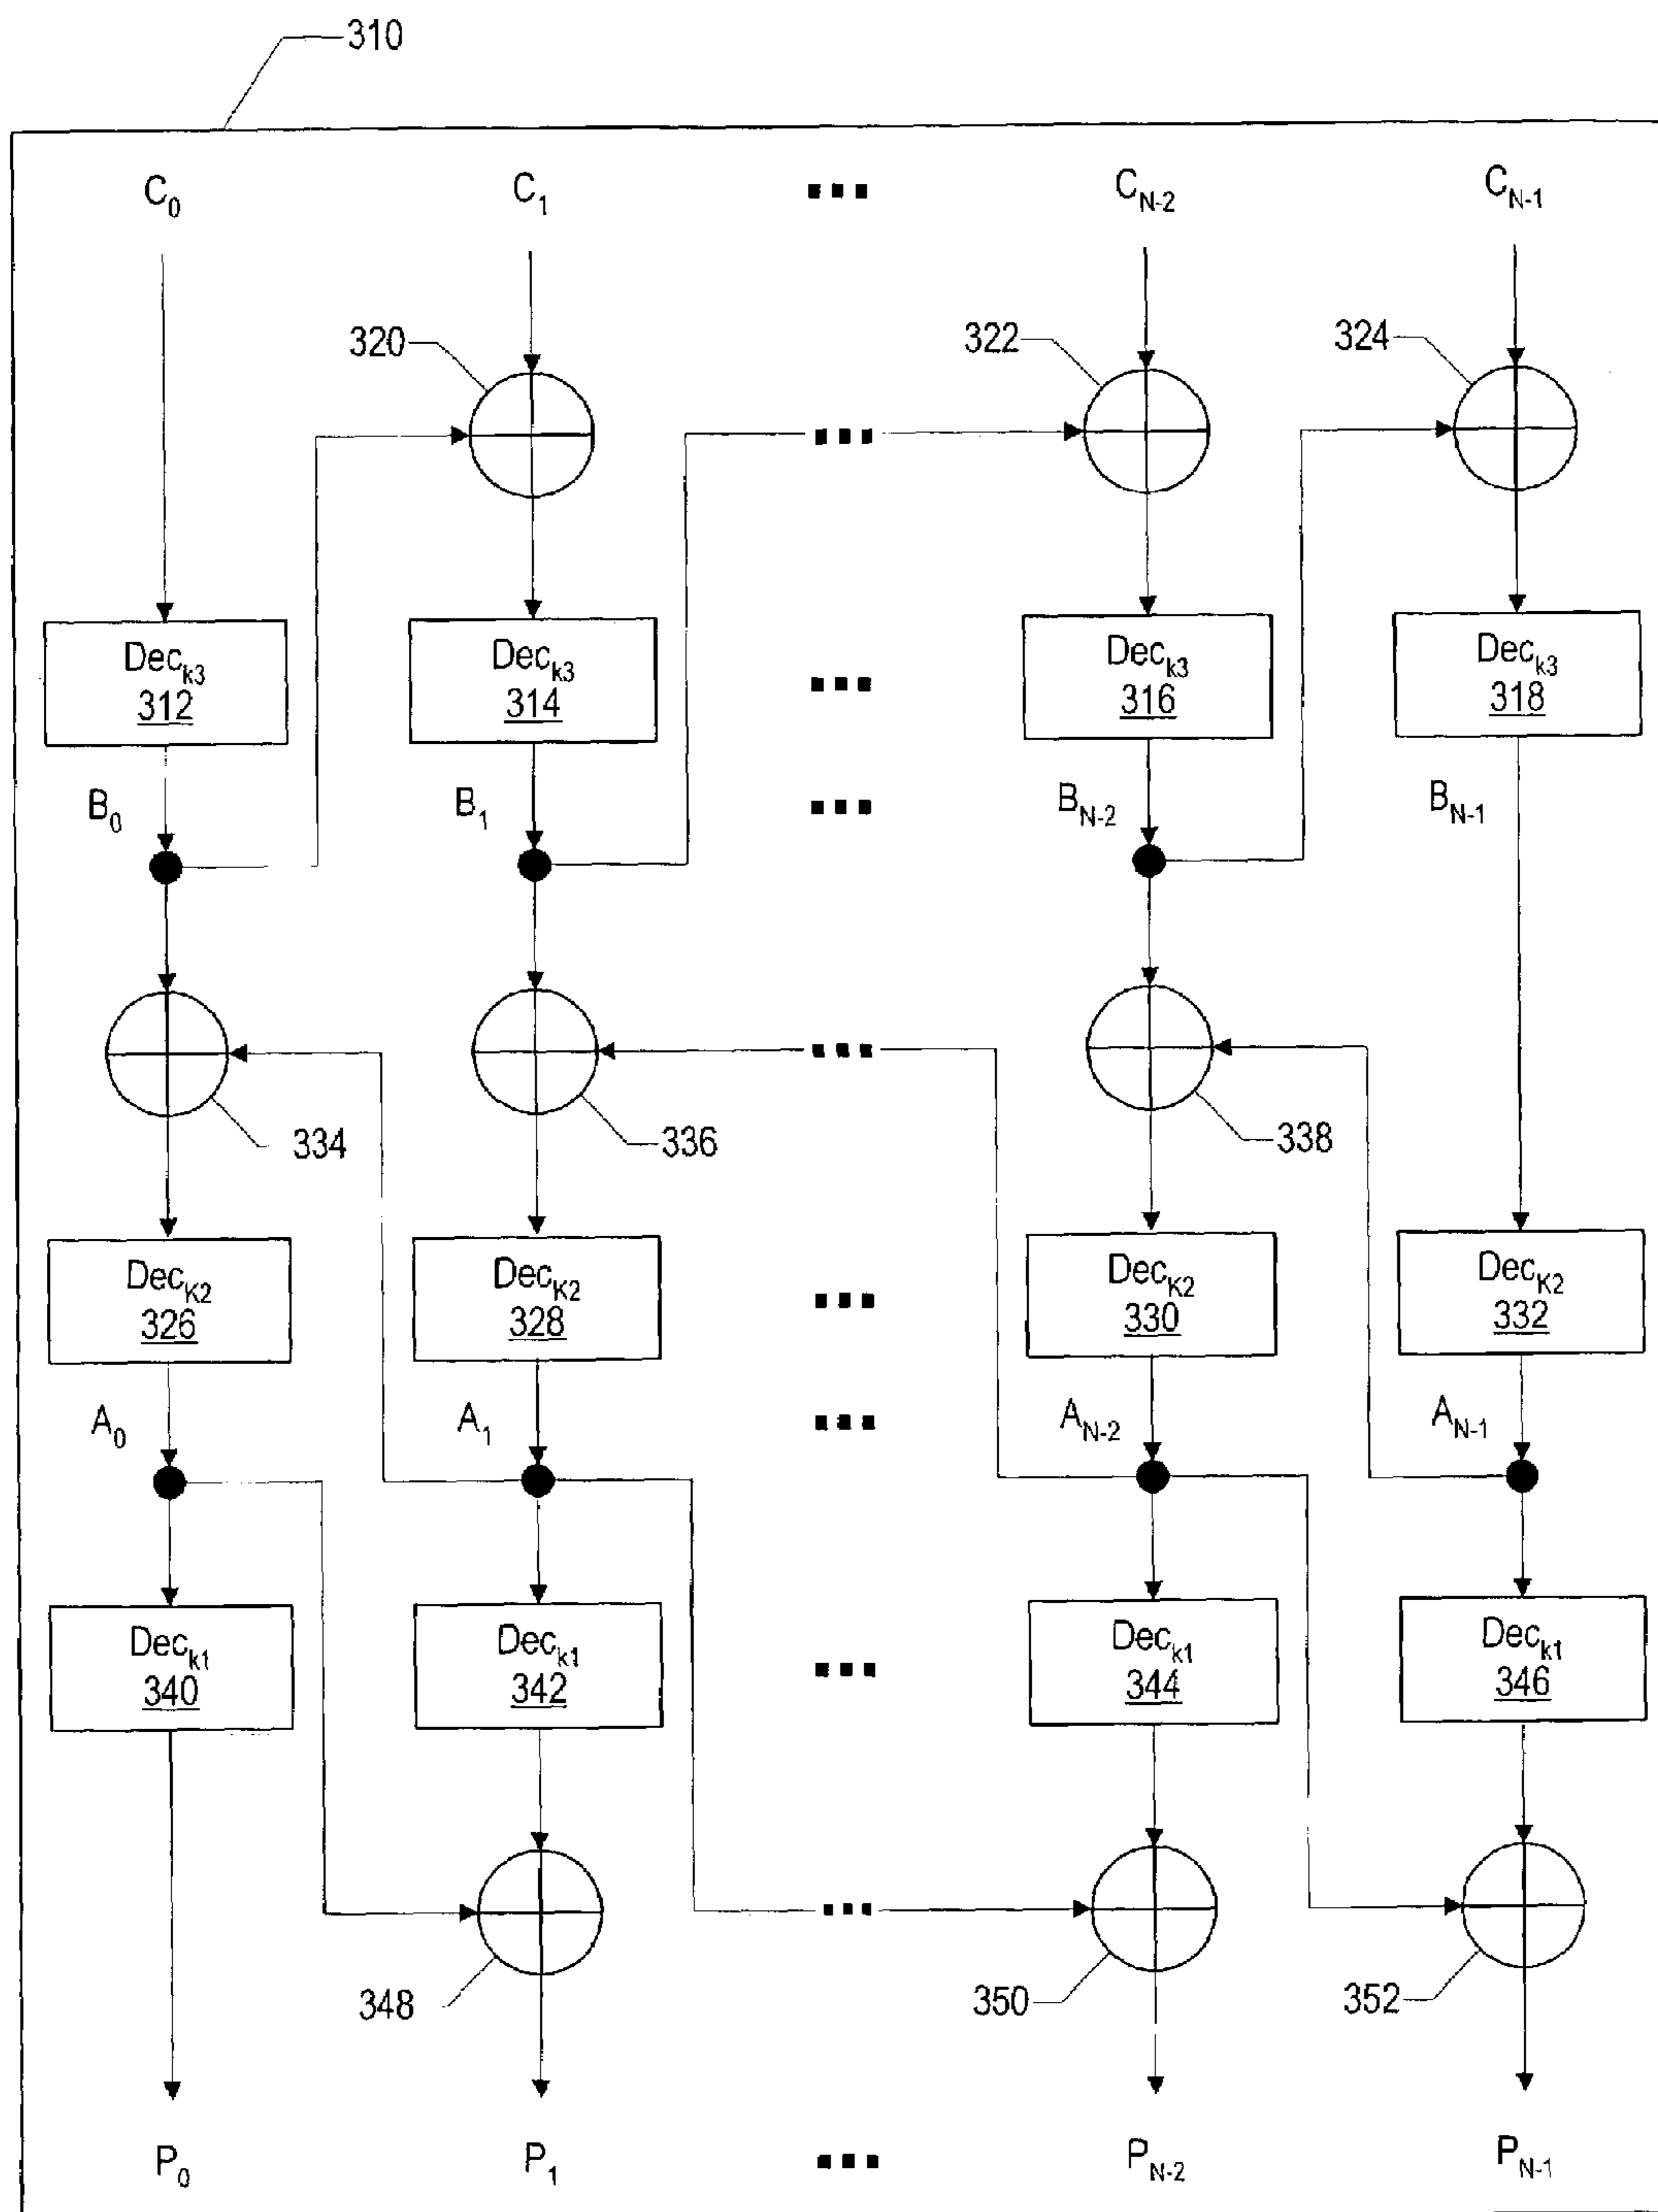 310
C0 C1 ... CN-2 CN-1
320 322 324
Deck3 Deck3 ... Deck3 Deck3
312 314 316 318
B0 B1 ... BN-2 BN-1
334 336 338
DecK2 DecK2 ... DecK2 DecK2
326 328 330 332
A0 A1 ... AN-2 AN-1
Deck1 Deck1 ... Deck1 Deck1
340 342 344 346
348 350 352
P0 P1 ... PN-2 PN-1